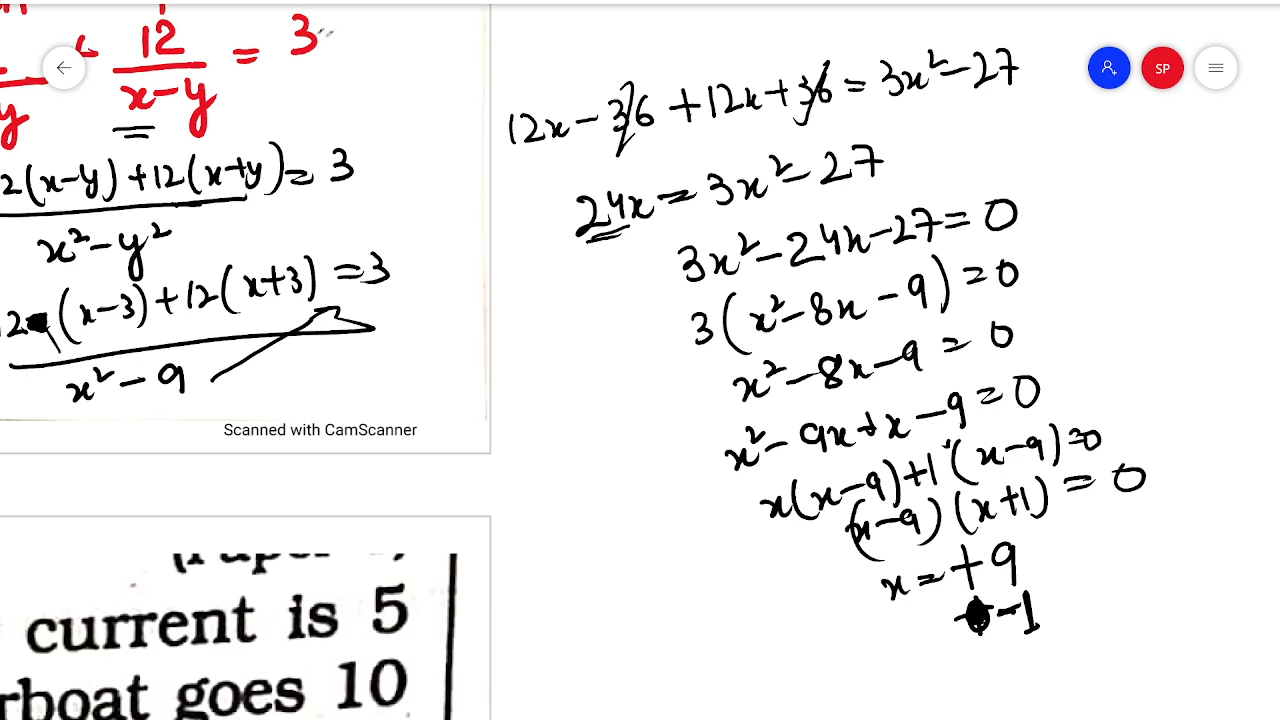 12
x-y
= 3
y
2(x-y)+12(x+y) = 3
x²-y²
2 (x-3)+12(x+3) = 3
x²-9
Scanned with CamScanner
current is 5
rboat goes 10
12x-36+12x+36 = 3x²-27
24x = 3x²-27
3x²-24x-27=0
3(x²-8x-9)=0
x²-8x-9=0
x²-9x+x-9=0
x(x-9)+1(x-9)=0
(x-9)(x+1)=0
x=+9
-1
SP